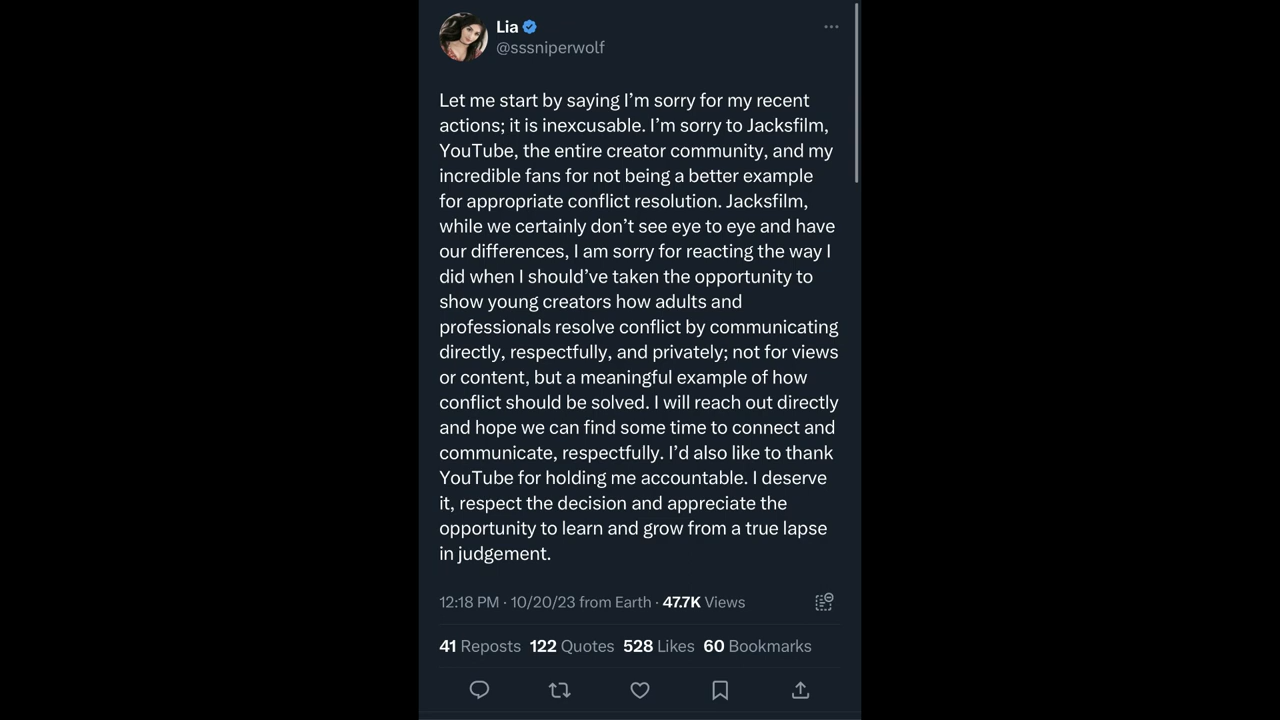 Lia
@sssniperwolf
Let me start by saying I’m sorry for my recent
actions; it is inexcusable. I’m sorry to Jacksfilm,
YouTube, the entire creator community, and my
incredible fans for not being a better example
for appropriate conflict resolution. Jacksfilm,
while we certainly don’t see eye to eye and have
our differences, I am sorry for reacting the way I
did when I should’ve taken the opportunity to
show young creators how adults and
professionals resolve conflict by communicating
directly, respectfully, and privately; not for views
or content, but a meaningful example of how
conflict should be solved. I will reach out directly
and hope we can find some time to connect and
communicate, respectfully. I’d also like to thank
YouTube for holding me accountable. I deserve
it, respect the decision and appreciate the
opportunity to learn and grow from a true lapse
in judgement.
12:18 PM · 10/20/23 from Earth · 47.7K Views
41 Reposts 122 Quotes 528 Likes 60 Bookmarks